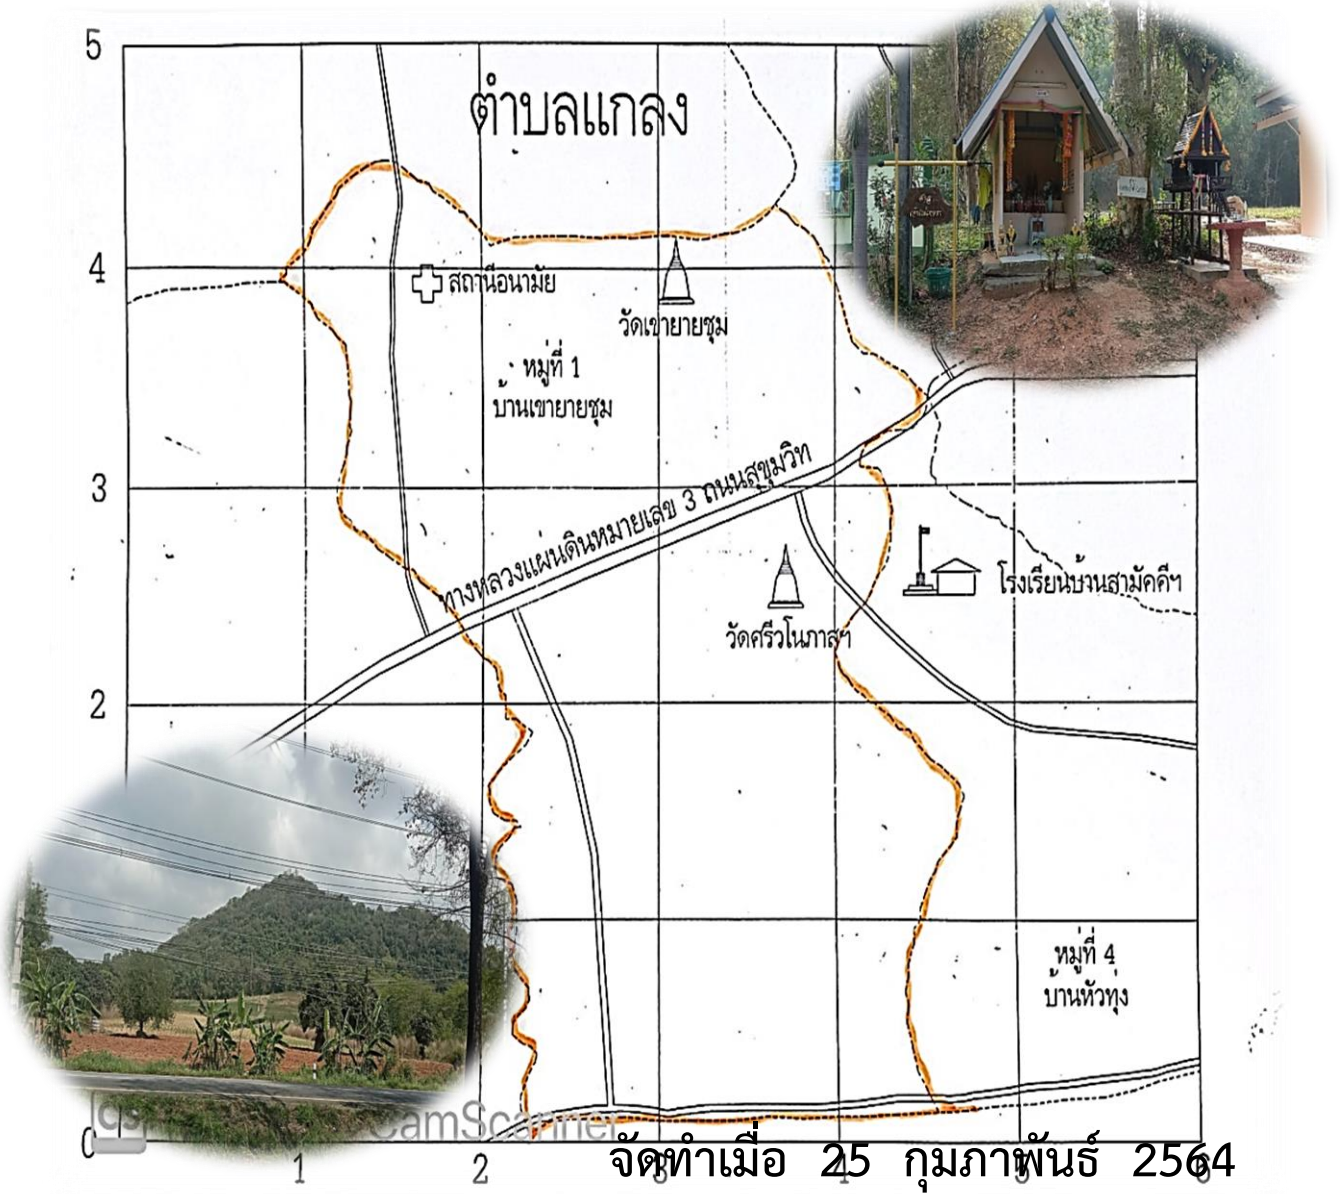 5
ตำบลแกลง
4
สถานีอนามัย
วัดเขายายชุม
หมู่ที่ 1
บ้านเขายายชุม
3
ทางหลวงแผ่นดินหมายเลข 3 ถนนสุขุมวิท
โรงเรียนบ้านสามัคคีฯ
วัดศรีวโนภาสฯ
2
หมู่ที่ 4
บ้านหัวทุ่ง
CS CamScanner
0
1 2 3 4 5 6
จัดทำเมื่อ 25 กุมภาพันธ์ 2564